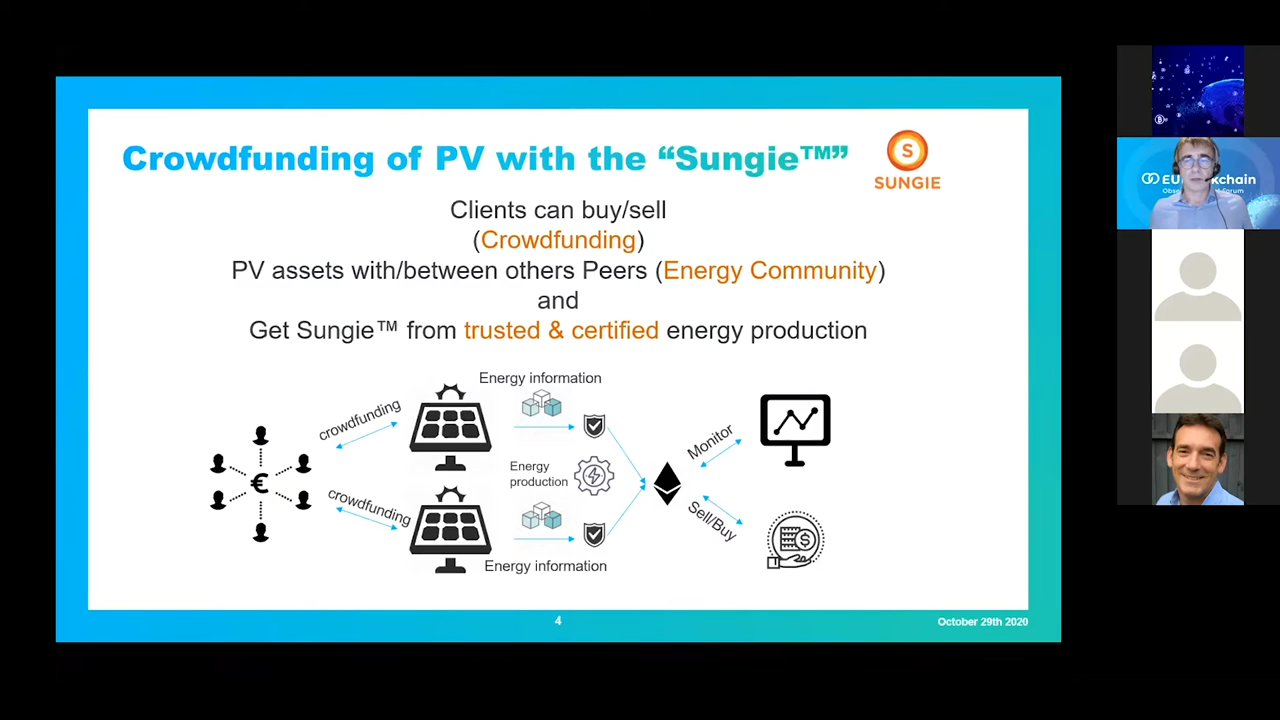 Crowdfunding of PV with the “Sungie™”
S
SUNGIE
Clients can buy/sell
(Crowdfunding)
PV assets with/between others Peers (Energy Community)
and
Get Sungie™ from trusted & certified energy production
Energy information
crowdfunding
Monitor
Energy
production
€
crowdfunding
Sell/Buy
$
Energy information
4
October 29th 2020